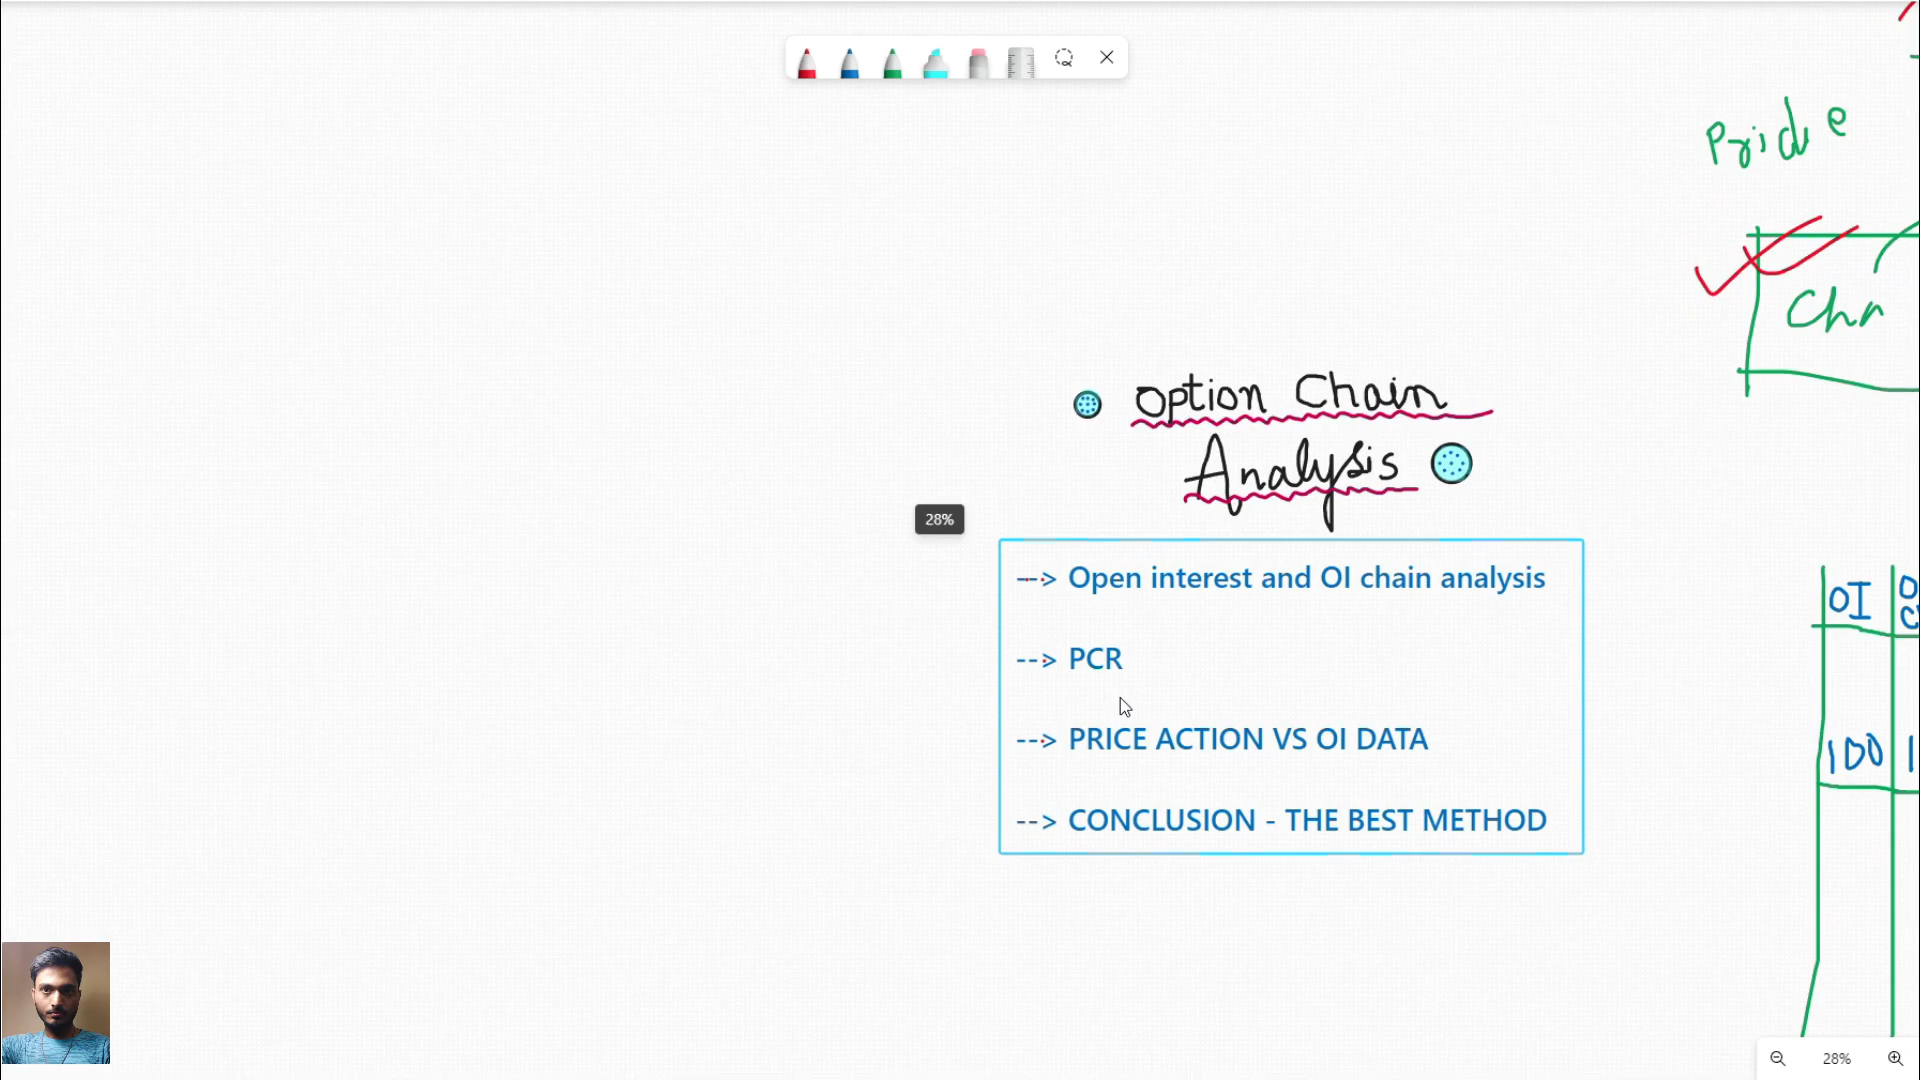 Option Chain
Analysis
28%
---> Open interest and OI chain analysis
--> PCR
--> PRICE ACTION VS OI DATA
--> CONCLUSION - THE BEST METHOD
OI
100
28%